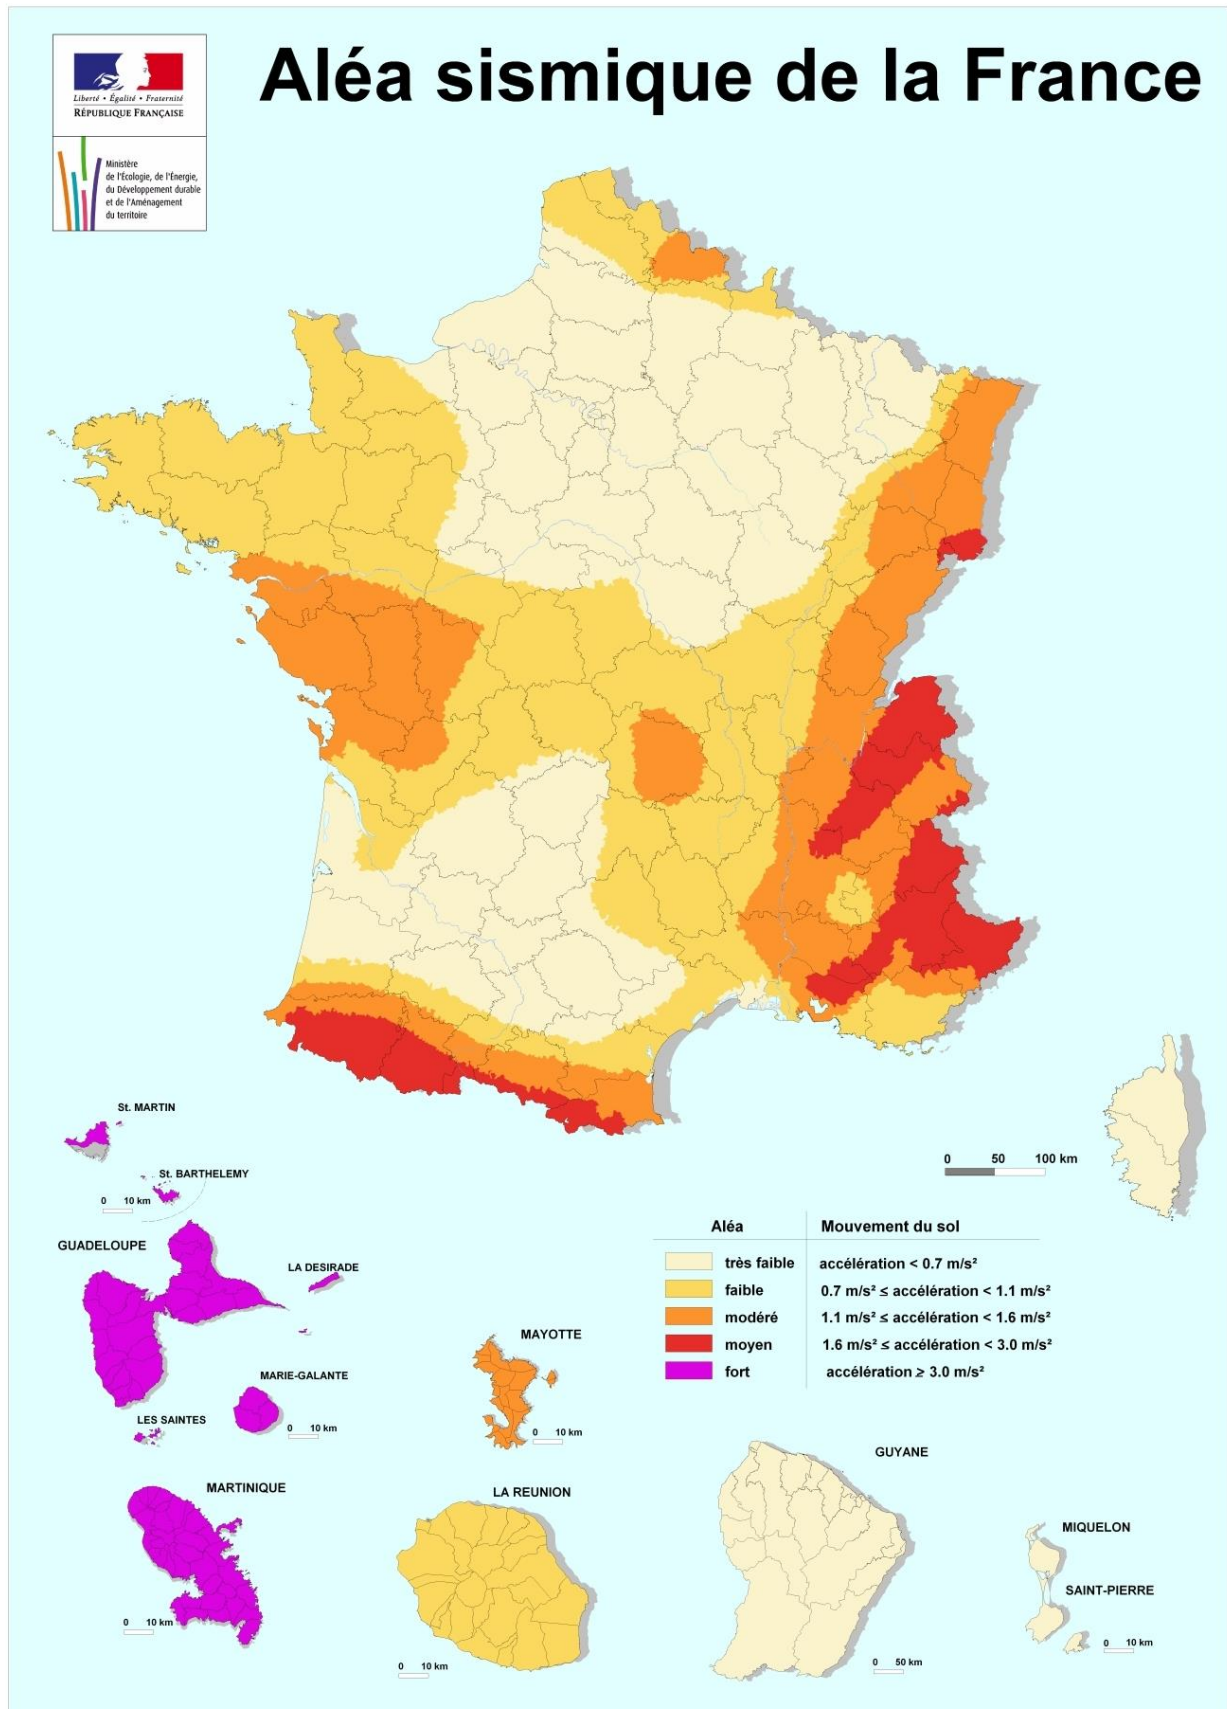 Aléa sismique de la France
Liberté • Égalité • Fraternité
RÉPUBLIQUE FRANÇAISE
Ministère
de l'Écologie, de l'Énergie,
du Développement durable
et de l'Aménagement
du territoire
St. MARTIN
St. BARTHELEMY
0 10 km
GUADELOUPE
LA DESIRADE
MARIE-GALANTE
0 10 km
LES SAINTES
MARTINIQUE
0 10 km
MAYOTTE
0 10 km
LA REUNION
0 10 km
0 50 100 km
Aléa Mouvement du sol
très faible accélération < 0.7 m/s²
faible 0.7 m/s² ≤ accélération < 1.1 m/s²
modéré 1.1 m/s² ≤ accélération < 1.6 m/s²
moyen 1.6 m/s² ≤ accélération < 3.0 m/s²
fort accélération ≥ 3.0 m/s²
GUYANE
0 50 km
MIQUELON
SAINT-PIERRE
0 10 km